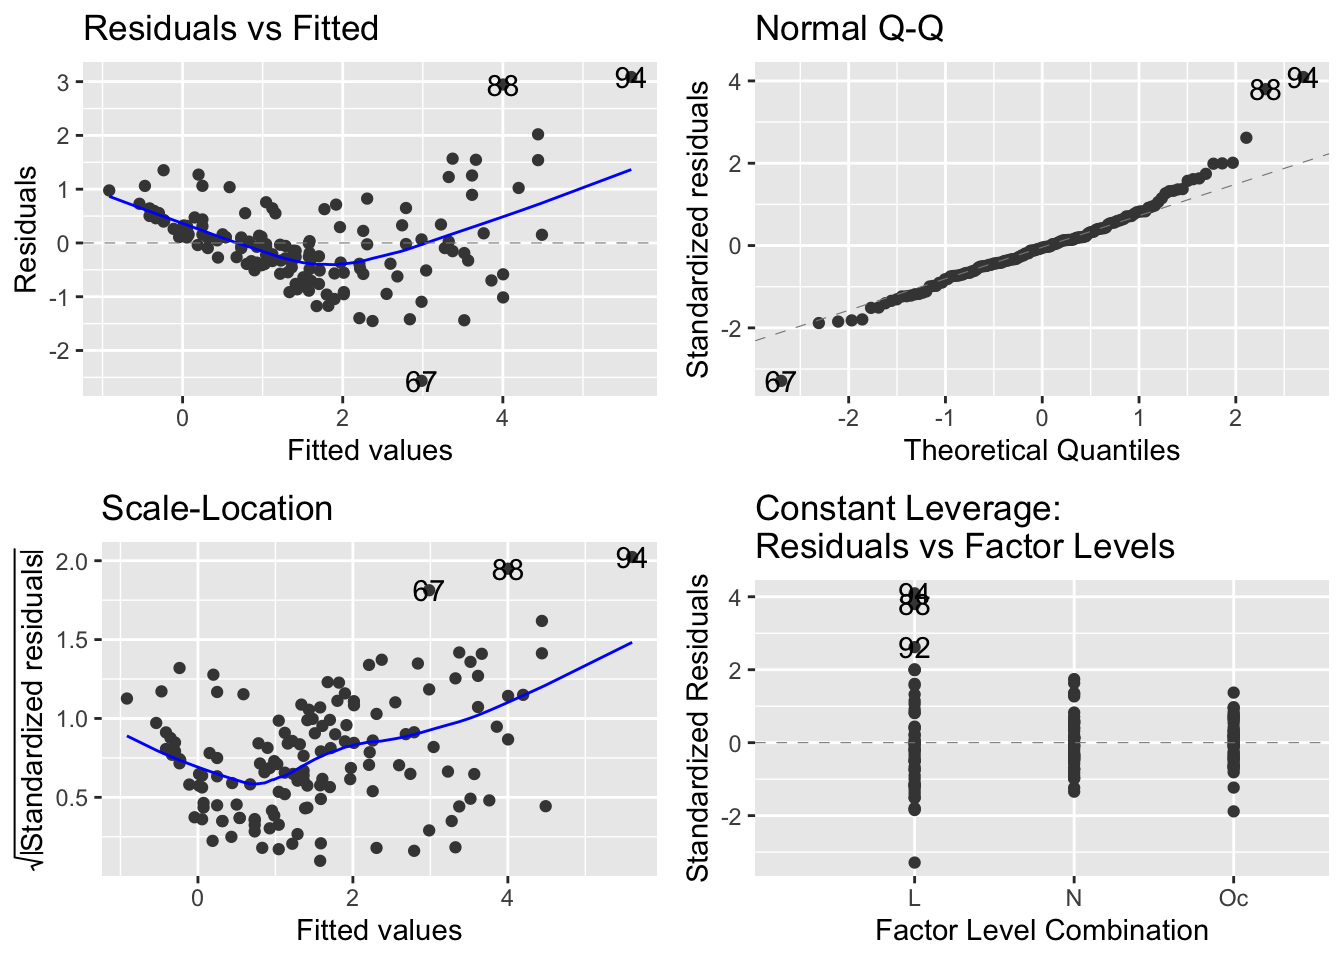 Residuals vs Fitted
3
2
1
0
-1
-2
Residuals
88
94
67
0
2
4
Fitted values
Normal Q-Q
4
2
0
-2
Standardized residuals
88
94
67
-2
-1
0
1
2
Theoretical Quantiles
Scale-Location
2.0
1.5
1.0
0.5
√|Standardized residuals|
67
88
94
0
2
4
Fitted values
Constant Leverage:
Residuals vs Factor Levels
4
2
0
-2
Standardized Residuals
94
88
92
L
N
Oc
Factor Level Combination